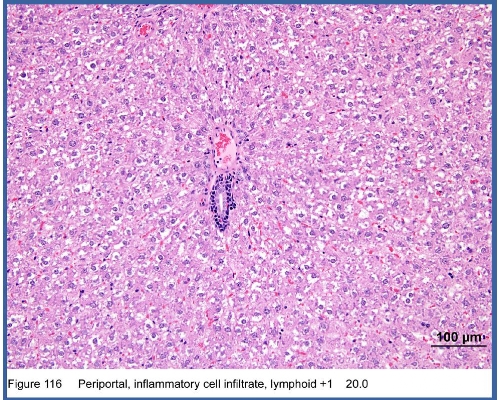 100 µm
Figure 116 Periportal, inflammatory cell infiltrate, lymphoid +1 20.0